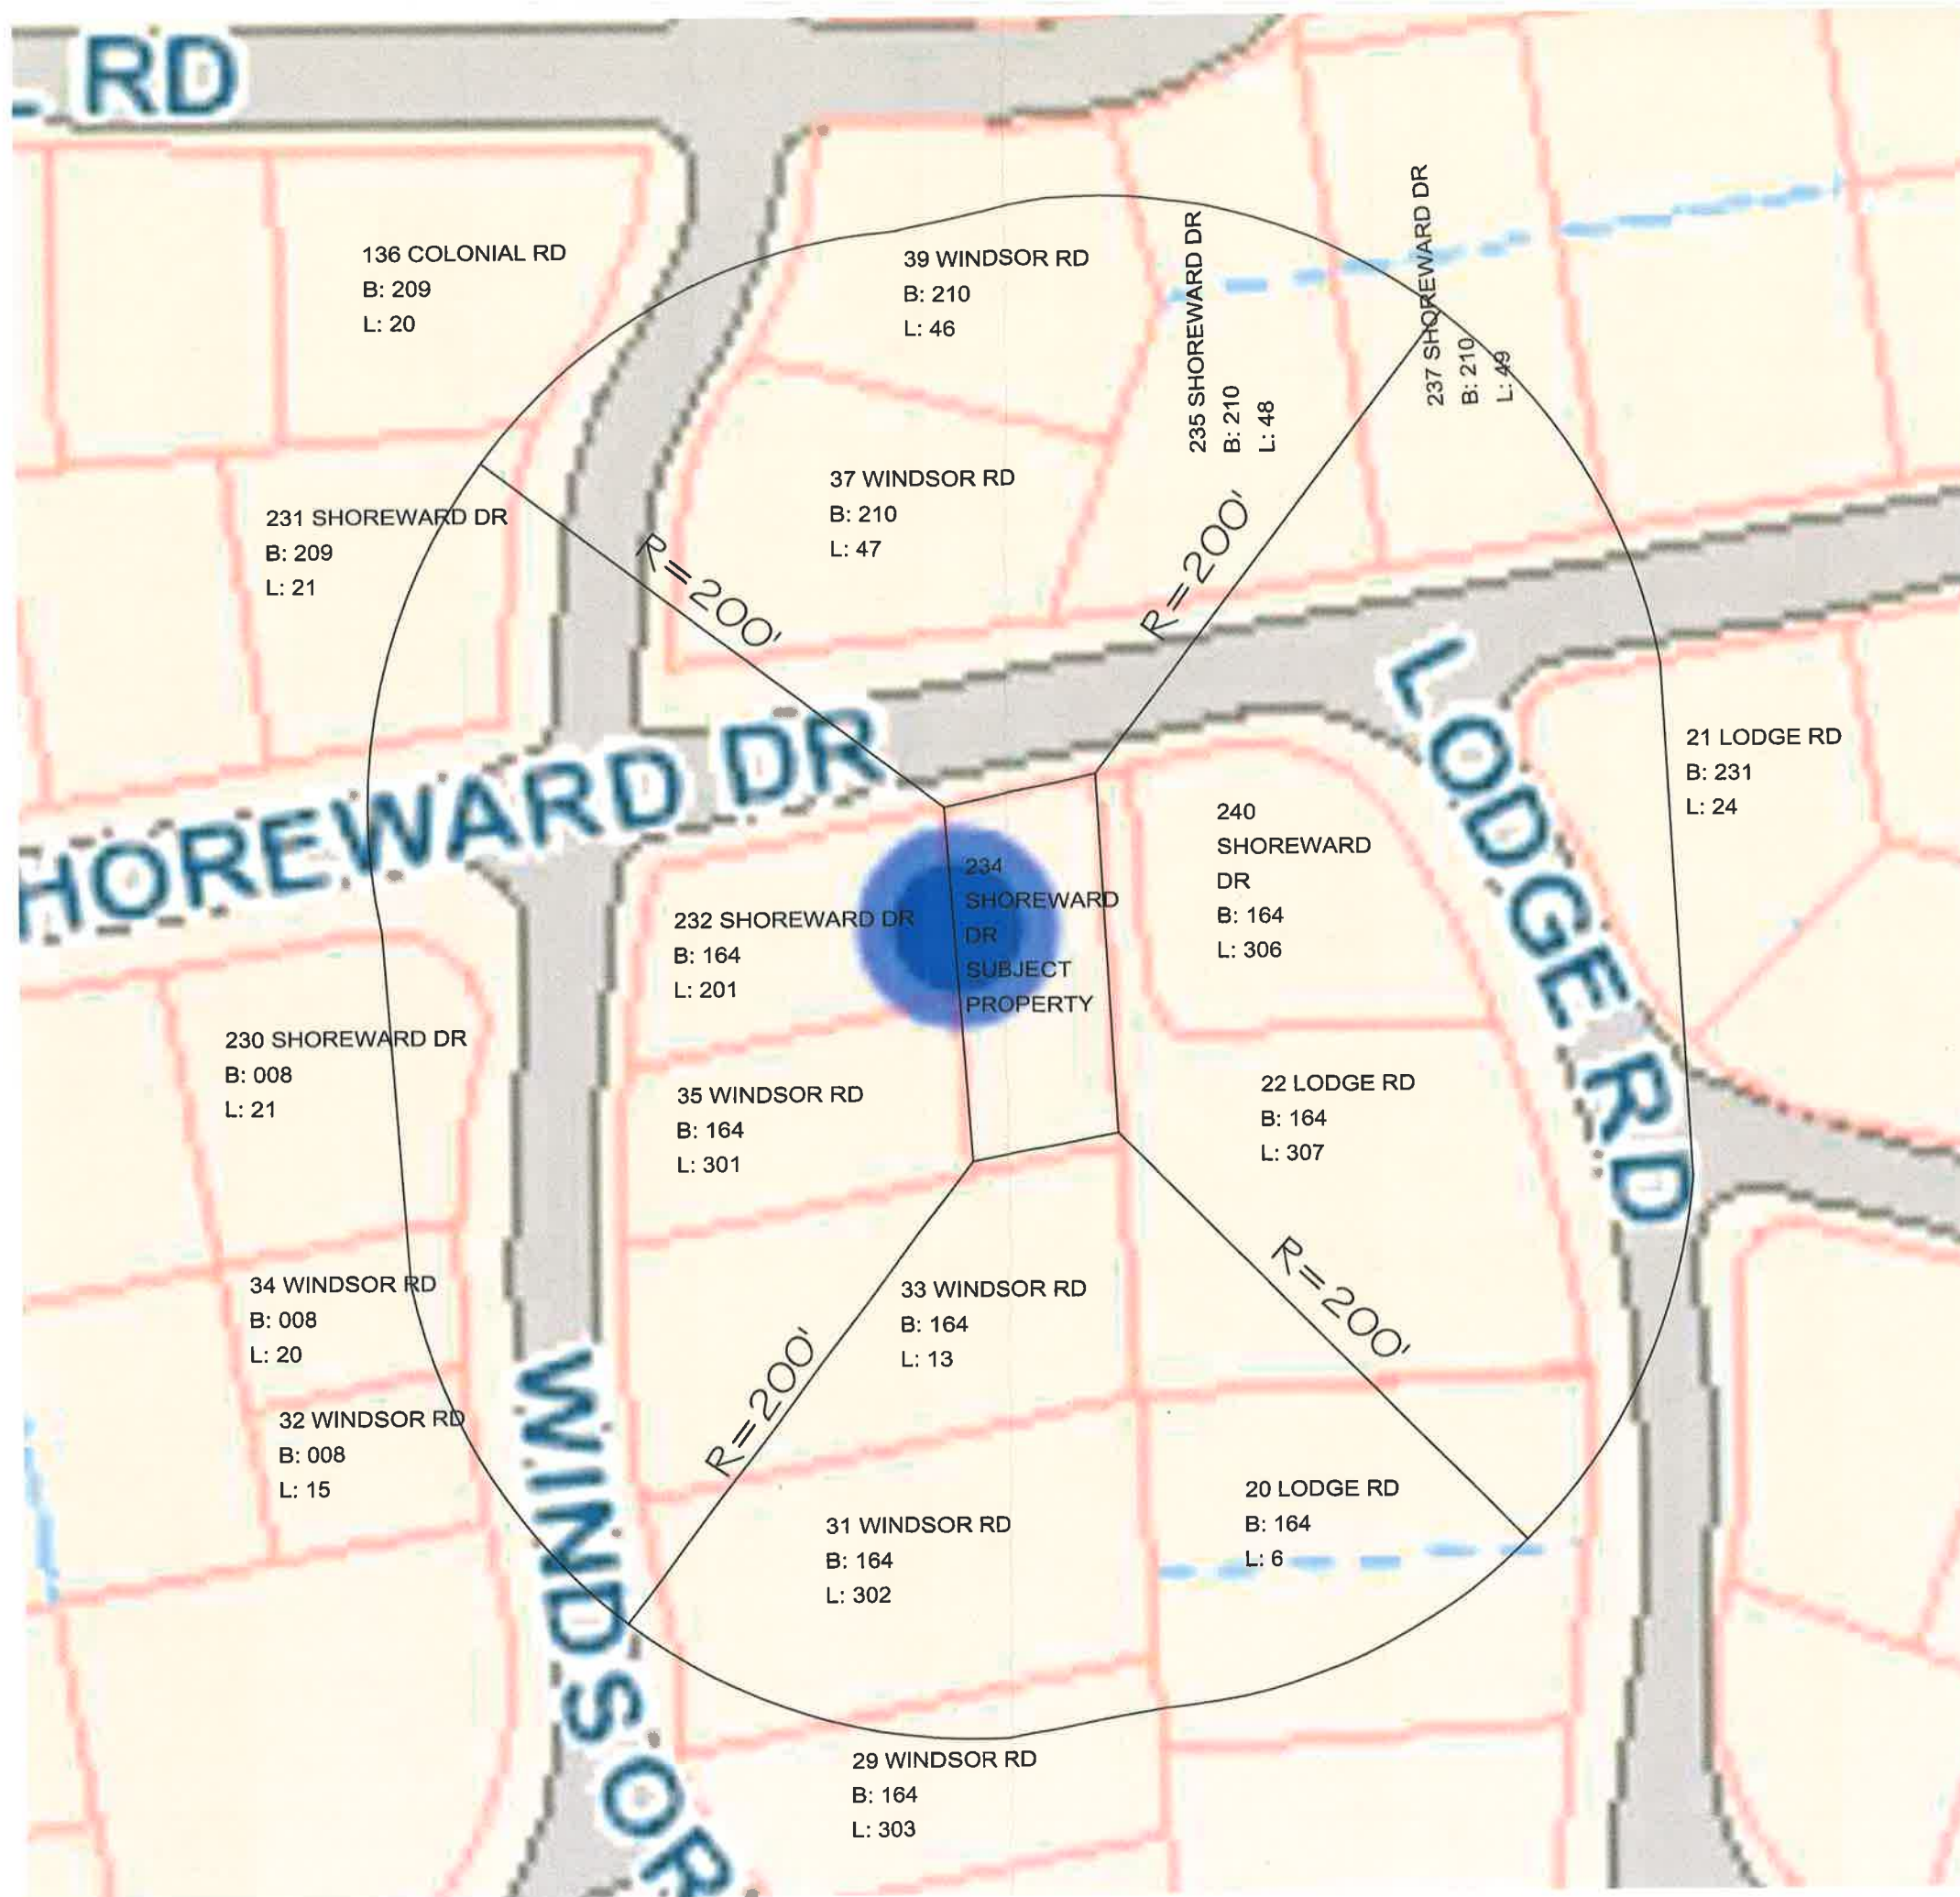 L RD
136 COLONIAL RD
B: 209
L: 20
39 WINDSOR RD
B: 210
L: 46
235 SHOREWARD DR
B: 210
L: 48
237 SHOREWARD DR
B: 210
L: 49
231 SHOREWARD DR
B: 209
L: 21
37 WINDSOR RD
B: 210
L: 47
R=200'
R=200'
HOREWARD DR
LODGE RD
21 LODGE RD
B: 231
L: 24
232 SHOREWARD DR
B: 164
L: 201
234
SHOREWARD
DR
SUBJECT
PROPERTY
240
SHOREWARD
DR
B: 164
L: 306
230 SHOREWARD DR
B: 008
L: 21
35 WINDSOR RD
B: 164
L: 301
22 LODGE RD
B: 164
L: 307
34 WINDSOR RD
B: 008
L: 20
33 WINDSOR RD
B: 164
L: 13
R=200'
R=200'
32 WINDSOR RD
B: 008
L: 15
WINDSOR
31 WINDSOR RD
B: 164
L: 302
20 LODGE RD
B: 164
L: 6
29 WINDSOR RD
B: 164
L: 303